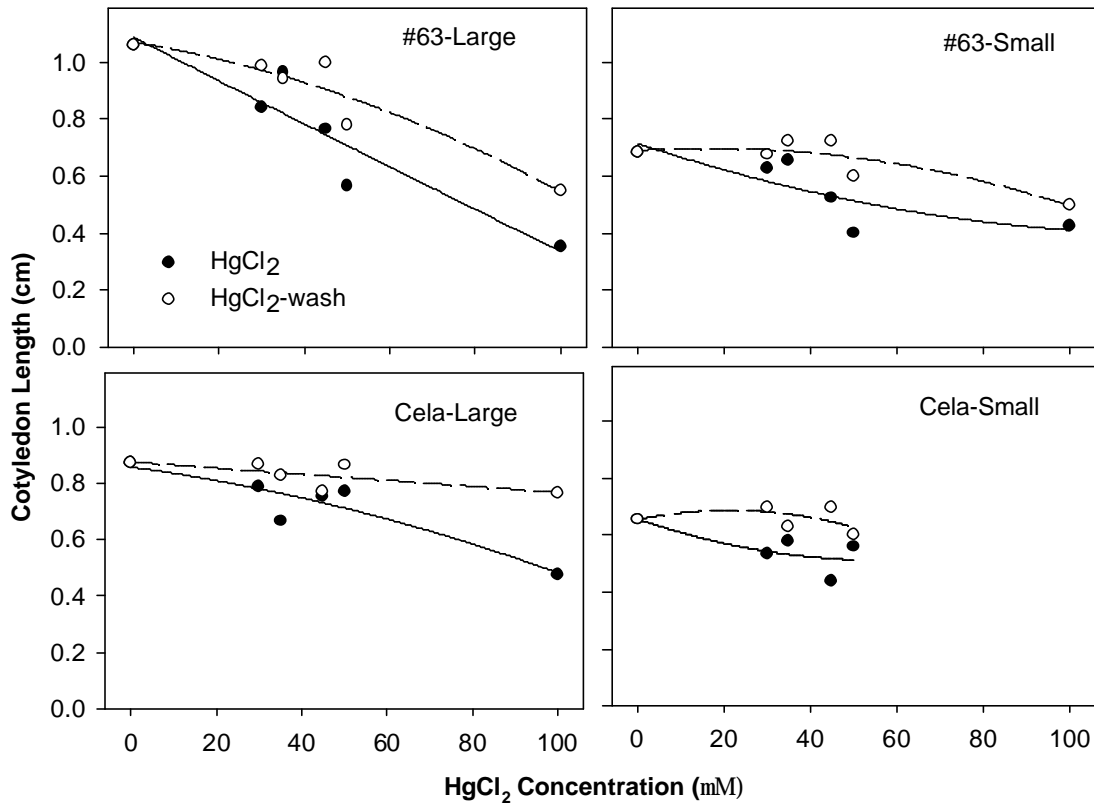 #63-Large
#63-Small
1.0
0.8
0.6
0.4
0.2
0.0
HgCl2
HgCl2-wash
Cotyledon Length (cm)
Cela-Large
Cela-Small
1.0
0.8
0.6
0.4
0.2
0.0
0 20 40 60 80 100
0 20 40 60 80 100
HgCl2 Concentration (mM)